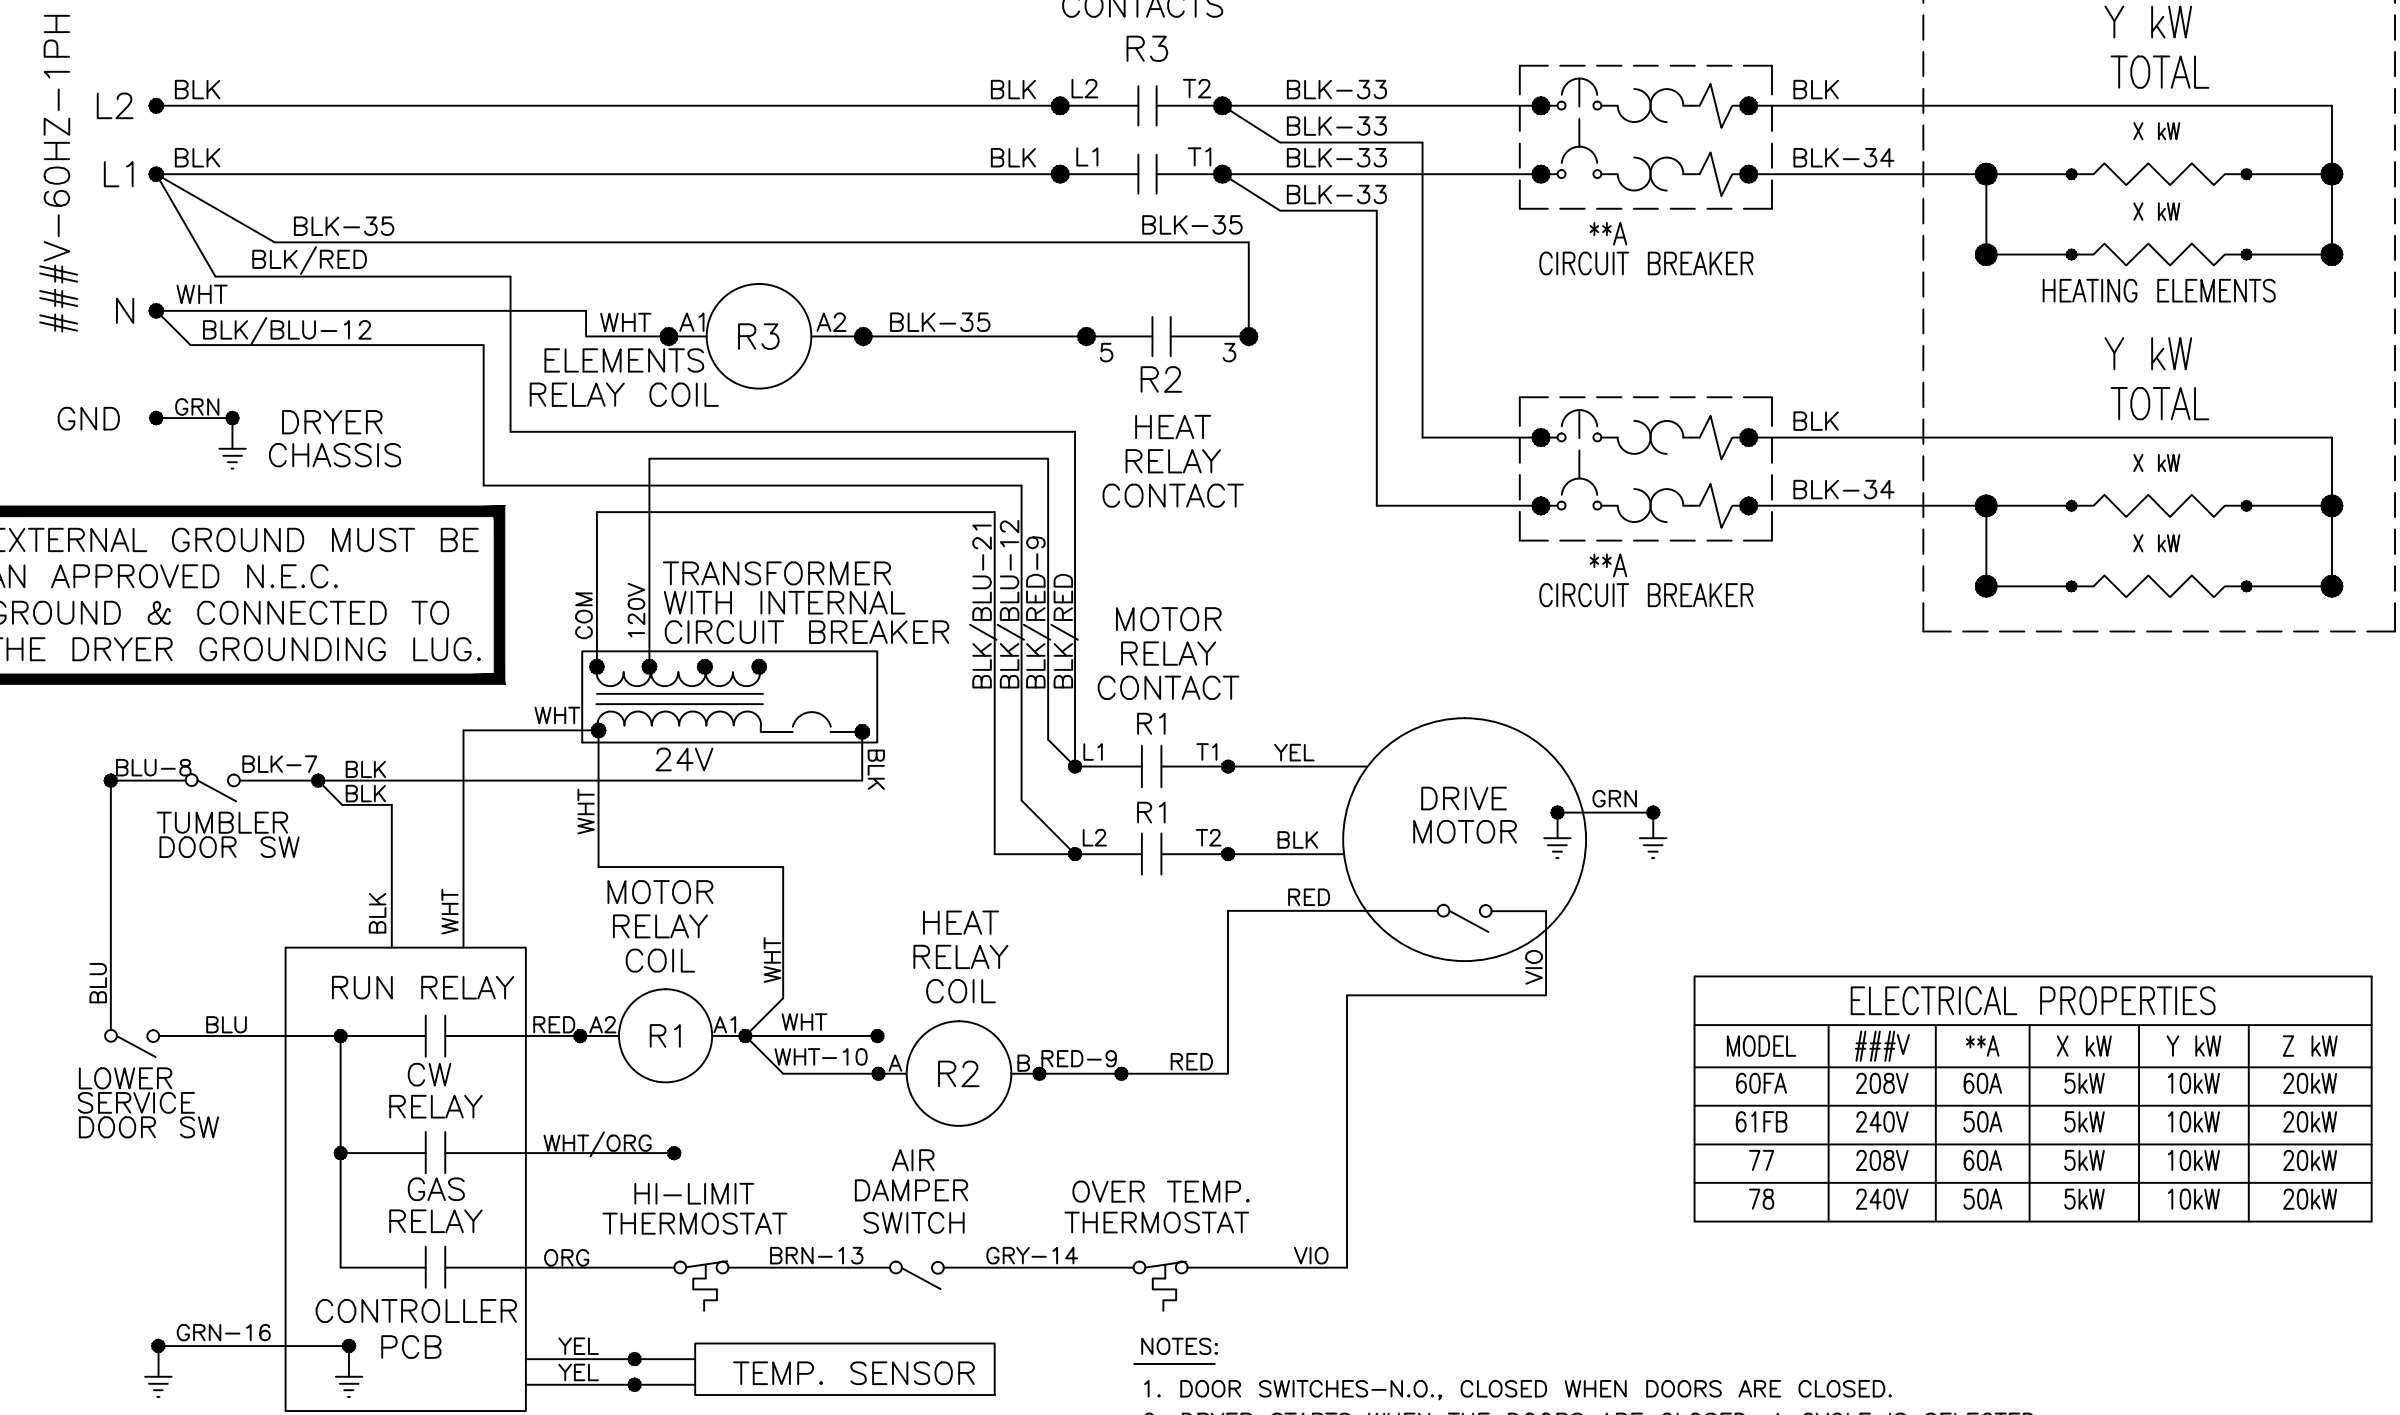 CONTACTS
R3
###V-60HZ-1PH
L2
BLK
BLK
L2
T2
BLK-33
BLK-33
BLK
L1
BLK
BLK
L1
T1
BLK-33
BLK-33
BLK-34
**A
CIRCUIT BREAKER
Y kW
TOTAL
X kW
X kW
HEATING ELEMENTS
BLK-35
BLK-35
BLK/RED
N
WHT
BLK/BLU-12
WHT
A1
R3
A2
BLK-35
5
3
R2
ELEMENTS
RELAY COIL
HEAT
RELAY
CONTACT
GND
GRN
DRYER
CHASSIS
Y kW
TOTAL
BLK
X kW
BLK-34
X kW
**A
CIRCUIT BREAKER
EXTERNAL GROUND MUST BE
AN APPROVED N.E.C.
GROUND & CONNECTED TO
THE DRYER GROUNDING LUG.
COM
120V
TRANSFORMER
WITH INTERNAL
CIRCUIT BREAKER
BLK/BLU-21
BLK/BLU-12
BLK/RED-9
BLK/RED
MOTOR
RELAY
CONTACT
R1
L1
T1
YEL
R1
L2
T2
BLK
DRIVE
MOTOR
GRN
WHT
24V
BLK
BLU-8
BLK-7
BLK
BLK
TUMBLER
DOOR SW
WHT
BLK
WHT
BLU
MOTOR
RELAY
COIL
WHT
HEAT
RELAY
COIL
RED
VIO
RUN RELAY
BLU
RED
A2
R1
A1
WHT
WHT-10
A
R2
B
RED-9
RED
LOWER
SERVICE
DOOR SW
CW
RELAY
WHT/ORG
GAS
RELAY
HI-LIMIT
THERMOSTAT
AIR
DAMPER
SWITCH
OVER TEMP.
THERMOSTAT
ORG
BRN-13
GRY-14
VIO
CONTROLLER
PCB
GRN-16
YEL
YEL
TEMP. SENSOR
ELECTRICAL PROPERTIES
MODEL ###V **A X kW Y kW Z kW
60FA 208V 60A 5kW 10kW 20kW
61FB 240V 50A 5kW 10kW 20kW
77 208V 60A 5kW 10kW 20kW
78 240V 50A 5kW 10kW 20kW
NOTES:
1. DOOR SWITCHES-N.O., CLOSED WHEN DOORS ARE CLOSED.